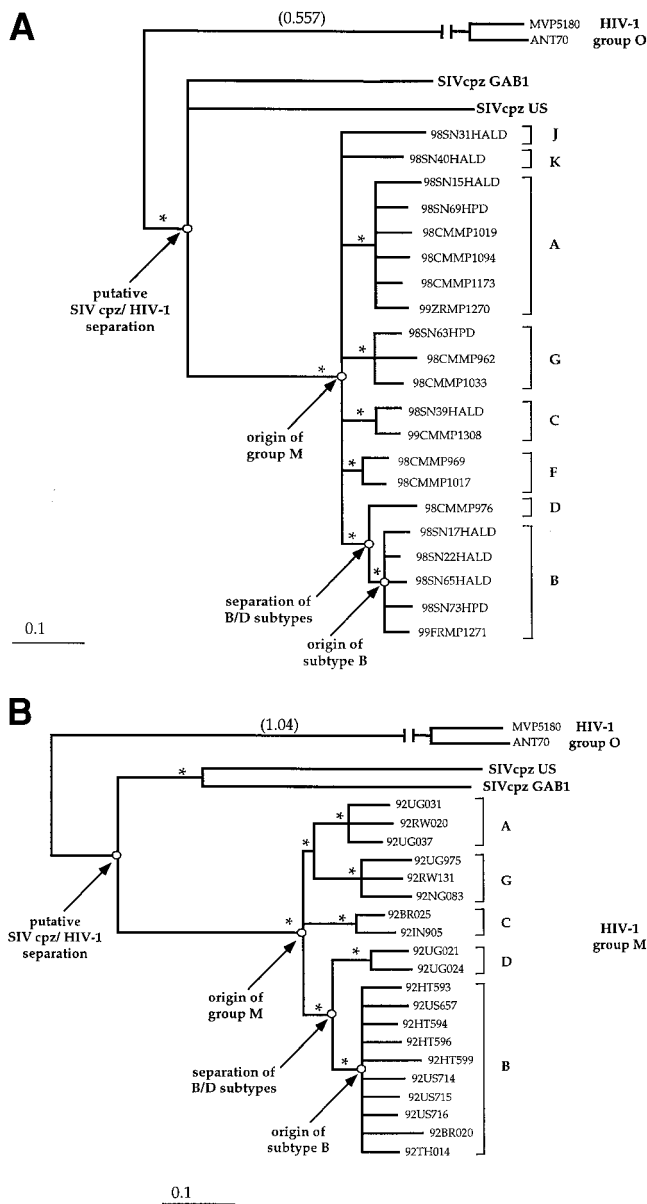 A
(0.557)
MVP5180
ANT70
HIV-1
group O
SIVcpz GAB1
SIVcpz US
98SN31HALD
J
98SN40HALD
K
98SN15HALD
98SN69HPD
98CMMP1019
98CMMP1094
98CMMP1173
99ZRMP1270
A
*
*
putative
SIV cpz/ HIV-1
separation
98SN63HPD
98CMMP962
98CMMP1033
G
*
*
origin of
group M
98SN39HALD
99CMMP1308
C
*
98CMMP969
98CMMP1017
F
*
98CMMP976
D
*
98SN17HALD
98SN22HALD
98SN65HALD
98SN73HPD
99FRMP1271
B
*
separation of
B/D subtypes
origin of
subtype B
0.1
B
(1.04)
MVP5180
ANT70
HIV-1
group O
*
SIVcpz US
SIVcpz GAB1
92UG031
92RW020
92UG037
A
*
*
92UG975
92RW131
92NG083
G
*
92BR025
92IN905
C
*
*
putative
SIV cpz/ HIV-1
separation
HIV-1
group M
92UG021
92UG024
D
*
origin of
group M
92HT593
92US657
92HT594
92HT596
92HT599
92US714
92US715
92US716
92BR020
92TH014
B
*
*
separation of
B/D subtypes
origin of
subtype B
0.1